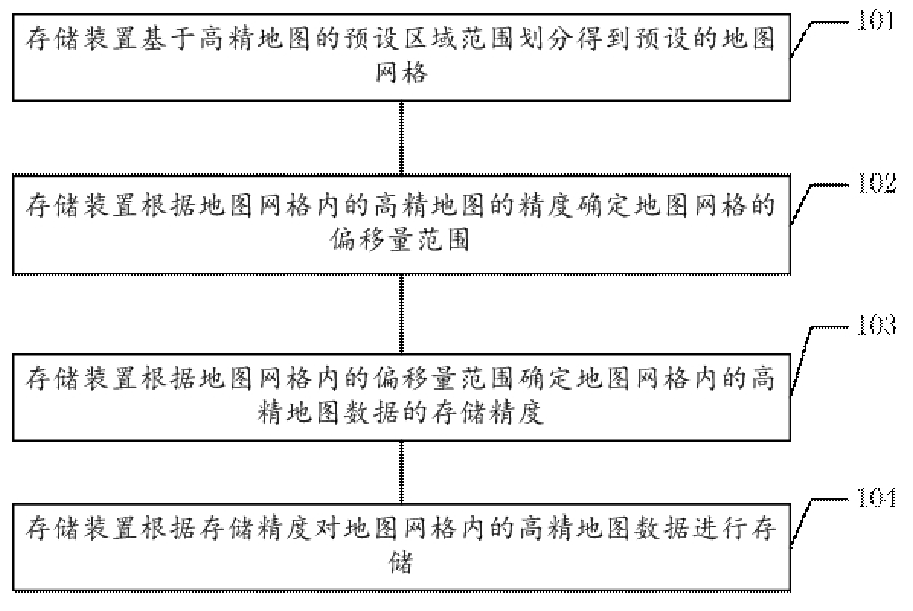 存储装置基于高精地图的预设区域范围划分得到预设的地图
网格
101
存储装置根据地图网格内的高精地图的精度确定地图网格的
偏移量范围
102
存储装置根据地图网格内的偏移量范围确定地图网格内的高
精地图数据的存储精度
103
存储装置根据存储精度对地图网格内的高精地图数据进行存
储
104